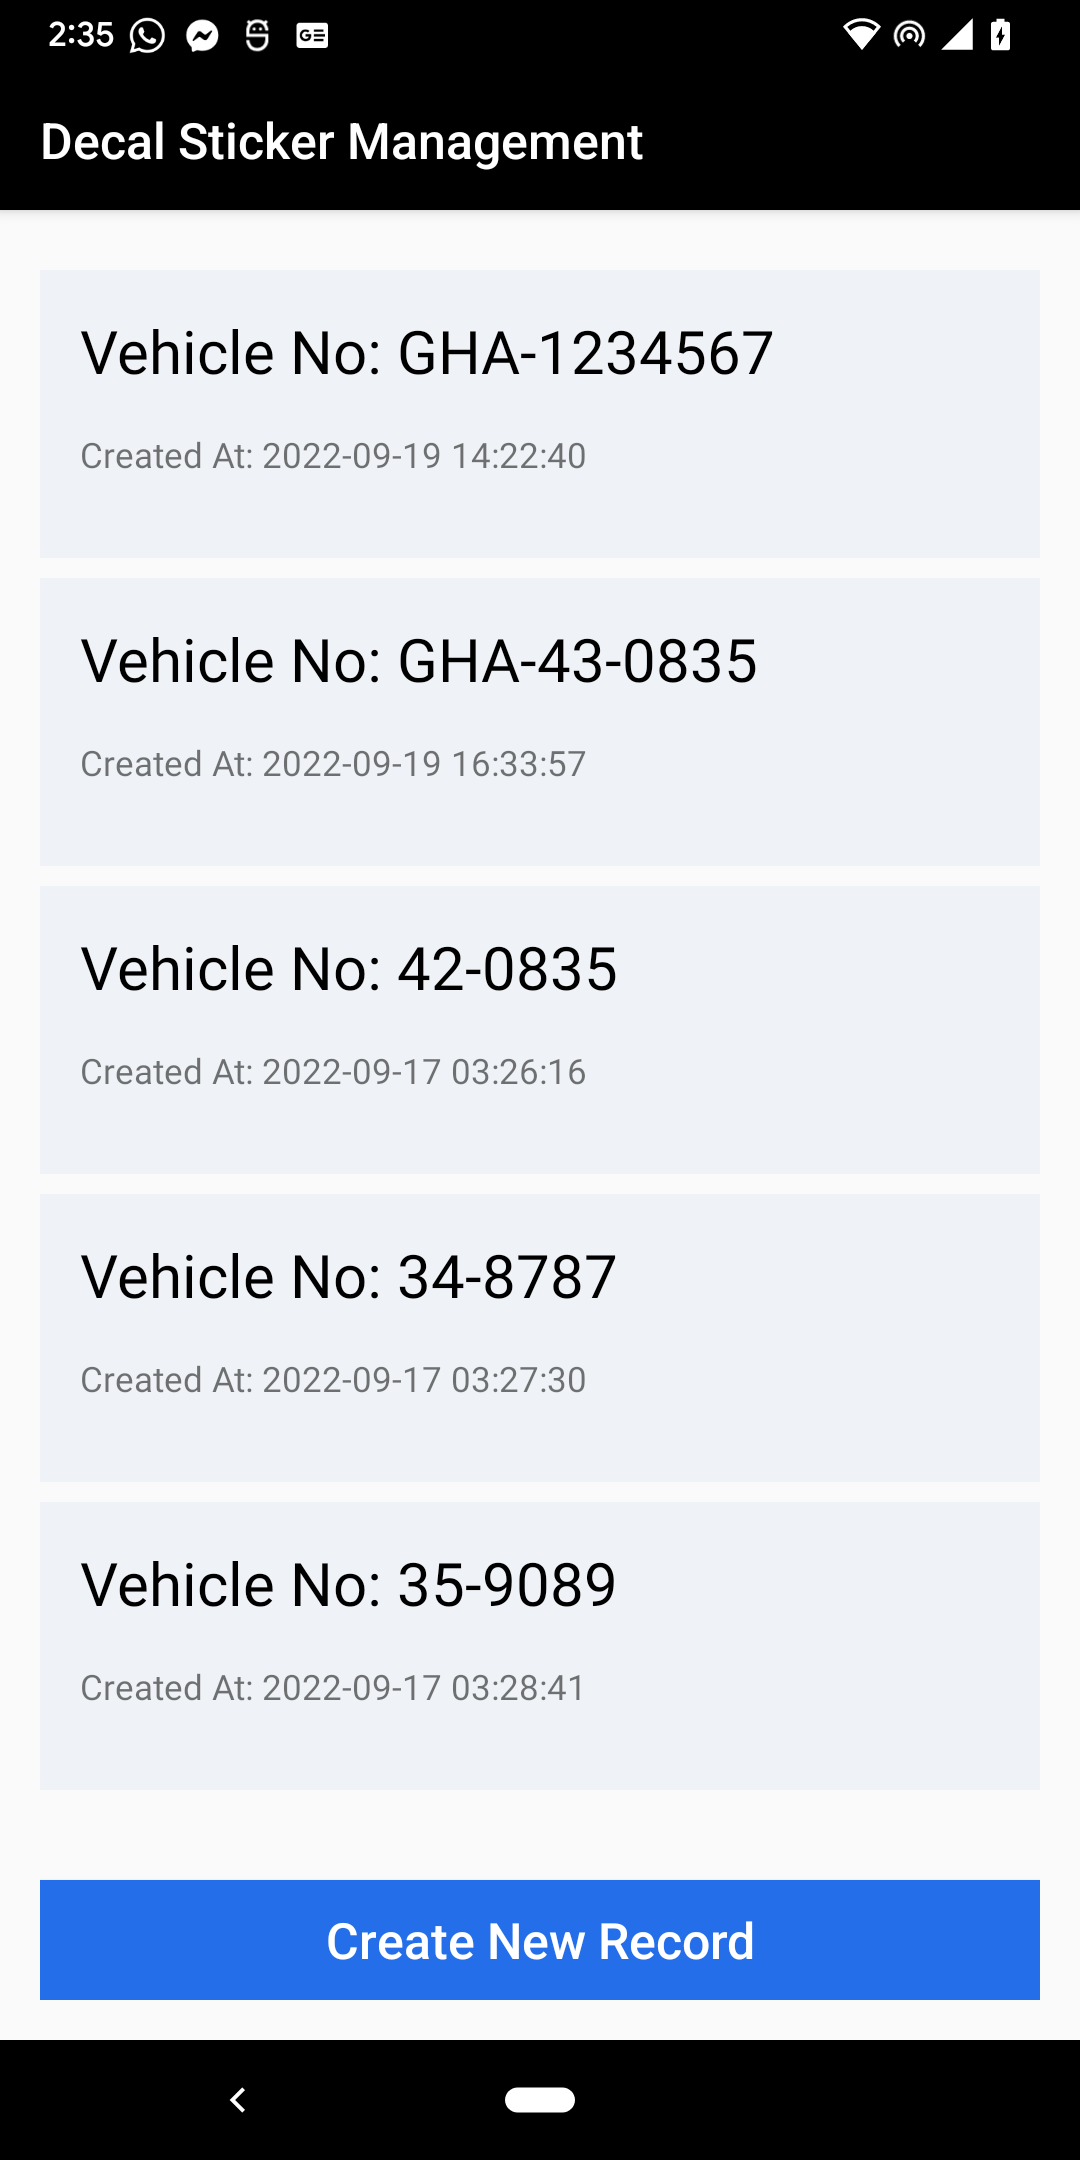 2:35
Decal Sticker Management
Vehicle No: GHA-1234567
Created At: 2022-09-19 14:22:40
Vehicle No: GHA-43-0835
Created At: 2022-09-19 16:33:57
Vehicle No: 42-0835
Created At: 2022-09-17 03:26:16
Vehicle No: 34-8787
Created At: 2022-09-17 03:27:30
Vehicle No: 35-9089
Created At: 2022-09-17 03:28:41
Create New Record